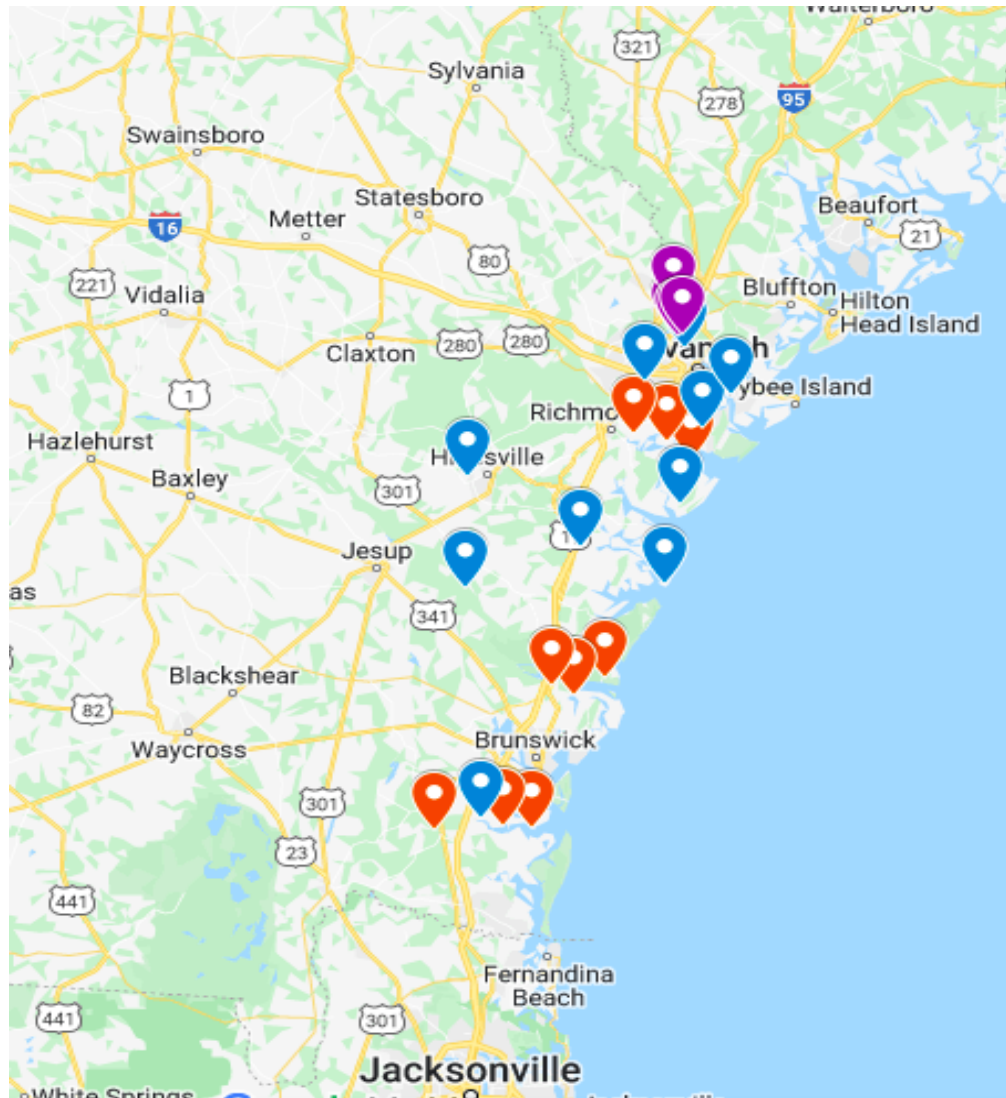 Walterboro
321
Sylvania
278
95
Swainsboro
Statesboro
Metter
16
Beaufort
21
80
221
Vidalia
Bluffton
Hilton
Head Island
Claxton
280
280
1
Richmo
ybee Island
Hazlehurst
Baxley
301
Jesup
as
341
Blackshear
82
Waycross
Brunswick
301
23
441
Fernandina
Beach
441
301
Jacksonville
White Springs